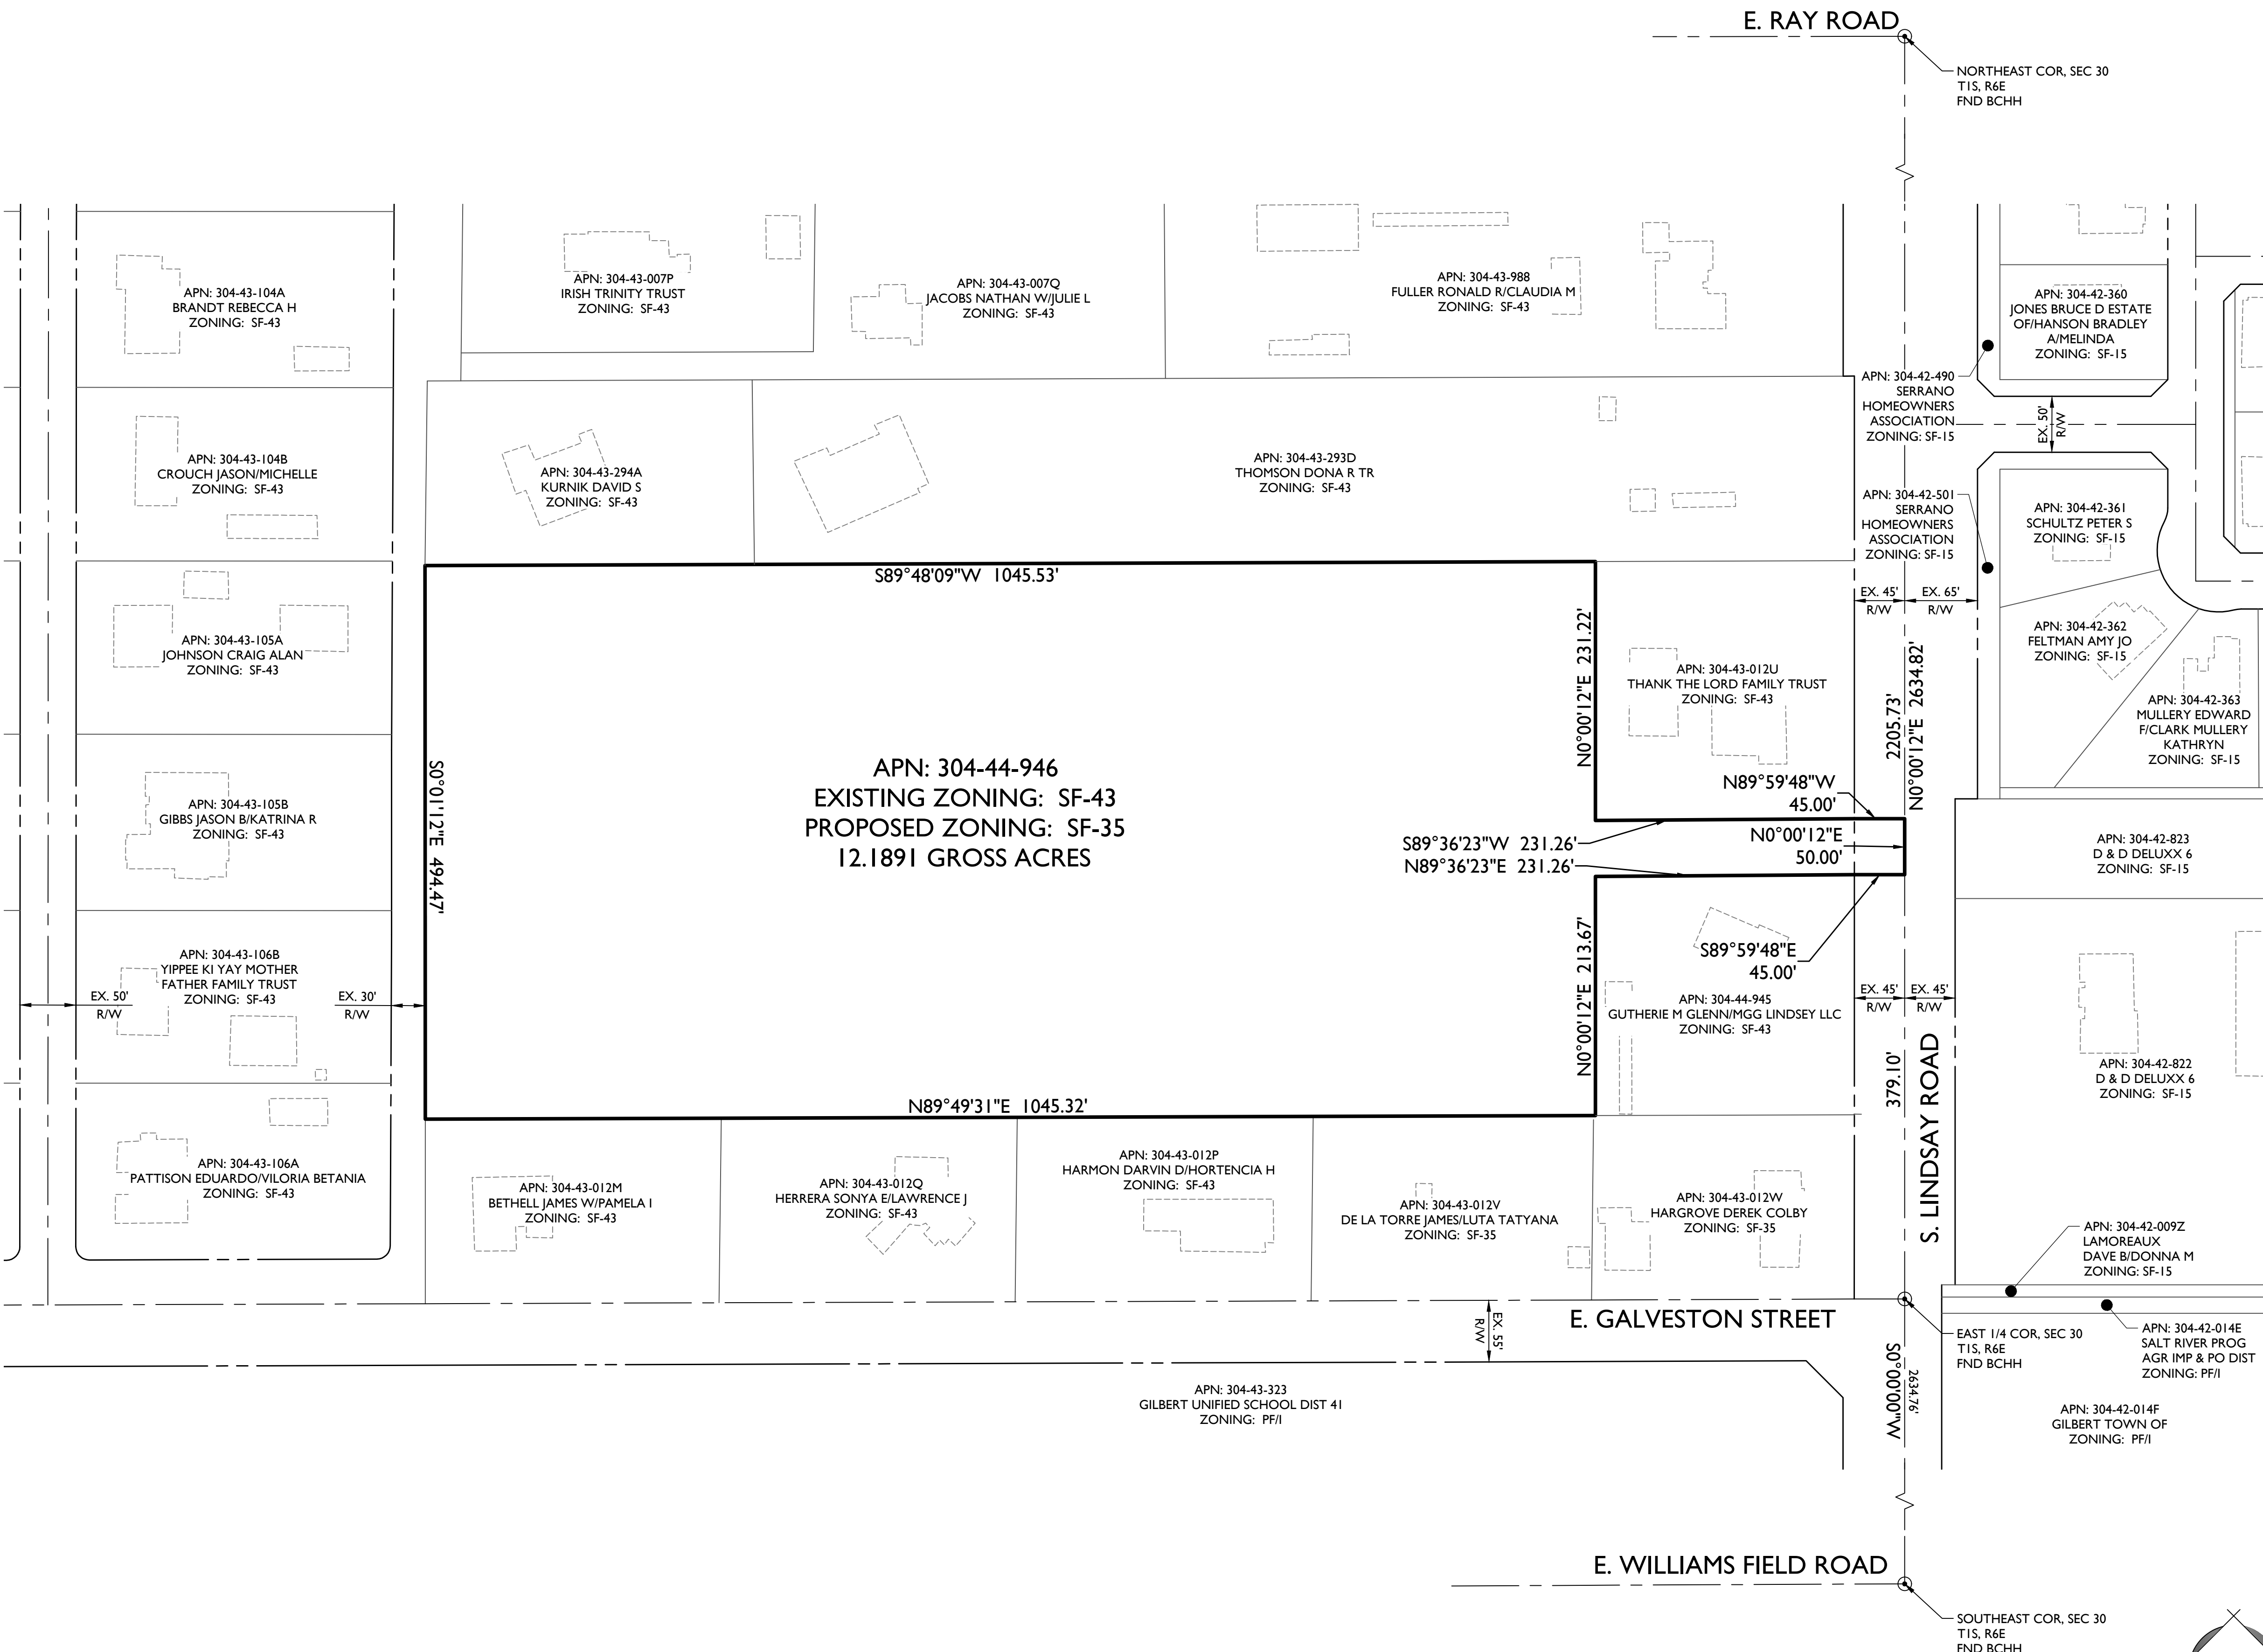 E. RAY ROAD
NORTHEAST COR, SEC 30
T1S, R6E
FND BCHH
APN: 304-43-104A
BRANDT REBECCA H
ZONING: SF-43
APN: 304-43-007P
IRISH TRINITY TRUST
ZONING: SF-43
APN: 304-43-007Q
JACOBS NATHAN W/JULIE L
ZONING: SF-43
APN: 304-43-988
FULLER RONALD R/CLAUDIA M
ZONING: SF-43
APN: 304-42-360
JONES BRUCE D ESTATE
OF/HANSON BRADLEY
A/MELINDA
ZONING: SF-15
APN: 304-42-490
SERRANO
HOMEOWNERS
ASSOCIATION
ZONING: SF-15
EX. 50'
R/W
APN: 304-43-104B
CROUCH JASON/MICHELLE
ZONING: SF-43
APN: 304-43-294A
KURNIK DAVID S
ZONING: SF-43
APN: 304-43-293D
THOMSON DONA R TR
ZONING: SF-43
APN: 304-42-501
SERRANO
HOMEOWNERS
ASSOCIATION
ZONING: SF-15
APN: 304-42-361
SCHULTZ PETER S
ZONING: SF-15
S89°48'09"W 1045.53'
EX. 45'
R/W
EX. 65'
R/W
APN: 304-43-105A
JOHNSON CRAIG ALAN
ZONING: SF-43
N0°00'12"E 231.22'
APN: 304-43-012U
THANK THE LORD FAMILY TRUST
ZONING: SF-43
2205.73'
N0°00'12"E 2634.82'
APN: 304-42-362
FELTMAN AMY JO
ZONING: SF-15
APN: 304-42-363
MULLERY EDWARD
F/CLARK MULLERY
KATHRYN
ZONING: SF-15
S0°01'12"E 494.47'
APN: 304-44-946
EXISTING ZONING: SF-43
PROPOSED ZONING: SF-35
12.1891 GROSS ACRES
N89°59'48"W
45.00'
S89°36'23"W 231.26'
N89°36'23"E 231.26'
N0°00'12"E
50.00'
APN: 304-43-105B
GIBBS JASON B/KATRINA R
ZONING: SF-43
APN: 304-42-823
D & D DELUXX 6
ZONING: SF-15
APN: 304-43-106B
YIPPEE KI YAY MOTHER
FATHER FAMILY TRUST
ZONING: SF-43
EX. 50'
R/W
EX. 30'
R/W
N0°00'12"E 213.67'
S89°59'48"E
45.00'
APN: 304-44-945
GUTHERIE M GLENN/MGG LINDSEY LLC
ZONING: SF-43
EX. 45'
R/W
EX. 45'
R/W
379.10'
S. LINDSAY ROAD
APN: 304-42-822
D & D DELUXX 6
ZONING: SF-15
N89°49'31"E 1045.32'
APN: 304-43-106A
PATTISON EDUARDO/VILORIA BETANIA
ZONING: SF-43
APN: 304-43-012M
BETHELL JAMES W/PAMELA I
ZONING: SF-43
APN: 304-43-012Q
HERRERA SONYA E/LAWRENCE J
ZONING: SF-43
APN: 304-43-012P
HARMON DARVIN D/HORTENCIA H
ZONING: SF-43
APN: 304-43-012V
DE LA TORRE JAMES/LUTA TATYANA
ZONING: SF-35
APN: 304-43-012W
HARGROVE DEREK COLBY
ZONING: SF-35
APN: 304-42-009Z
LAMOREAUX
DAVE B/DONNA M
ZONING: SF-15
E. GALVESTON STREET
EX. 55'
R/W
EAST 1/4 COR, SEC 30
T1S, R6E
FND BCHH
APN: 304-42-014E
SALT RIVER PROG
AGR IMP & PO DIST
ZONING: PF/I
S0°00'00"W
2634.76'
APN: 304-43-323
GILBERT UNIFIED SCHOOL DIST 41
ZONING: PF/I
APN: 304-42-014F
GILBERT TOWN OF
ZONING: PF/I
E. WILLIAMS FIELD ROAD
SOUTHEAST COR, SEC 30
T1S, R6E
FND BCHH